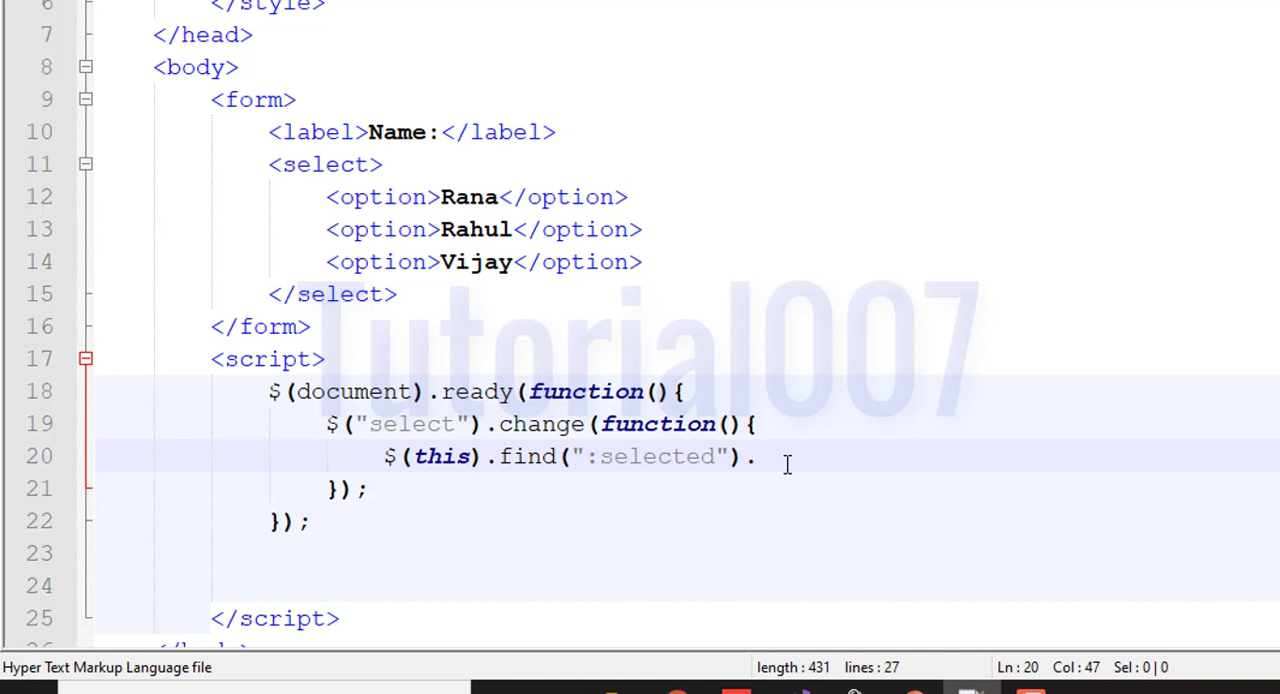 6 </style>
7 </head>
8 <body>
9 <form>
10 <label>Name:</label>
11 <select>
12 <option>Rana</option>
13 <option>Rahul</option>
14 <option>Vijay</option>
15 </select>
16 </form>
17 <script>
18 $(document).ready(function(){
19 $("select").change(function(){
20 $(this).find(":selected").
21 });
22 });
23
24
25 </script>
Tutorial007
Hyper Text Markup Language file length : 431 lines : 27 Ln : 20 Col : 47 Sel : 0 | 0